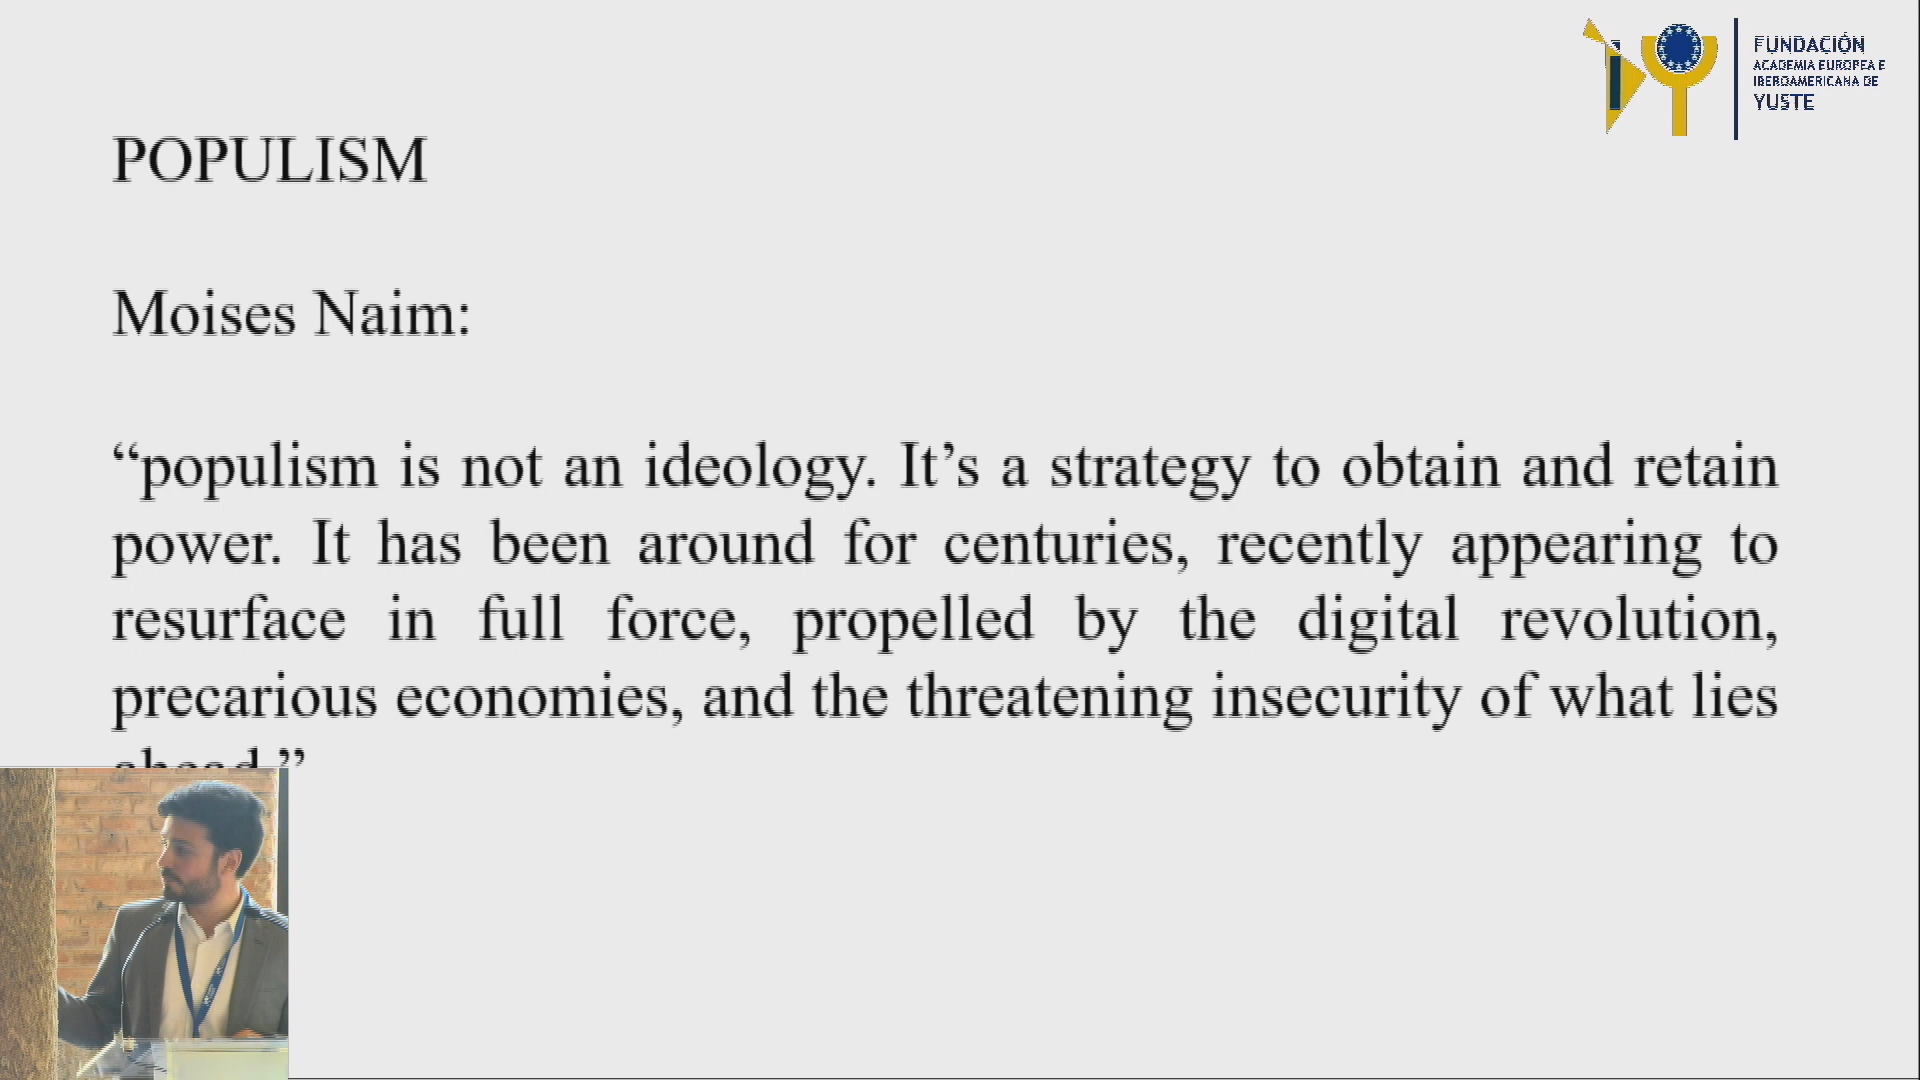 FUNDACIÓN
ACADEMIA EUROPEA E
IBEROAMERICANA DE
YUSTE
POPULISM
Moises Naim:
“populism is not an ideology. It’s a strategy to obtain and retain
power. It has been around for centuries, recently appearing to
resurface in full force, propelled by the digital revolution,
precarious economies, and the threatening insecurity of what lies
ahead.”